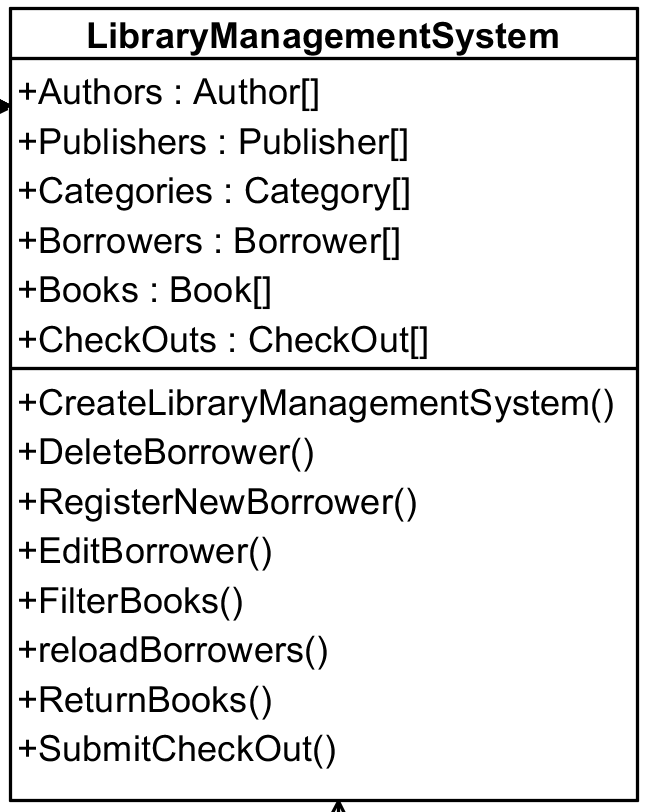 LibraryManagementSystem
+Authors : Author[]
+Publishers : Publisher[]
+Categories : Category[]
+Borrowers : Borrower[]
+Books : Book[]
+CheckOuts : CheckOut[]
+CreateLibraryManagementSystem()
+DeleteBorrower()
+RegisterNewBorrower()
+EditBorrower()
+FilterBooks()
+reloadBorrowers()
+ReturnBooks()
+SubmitCheckOut()